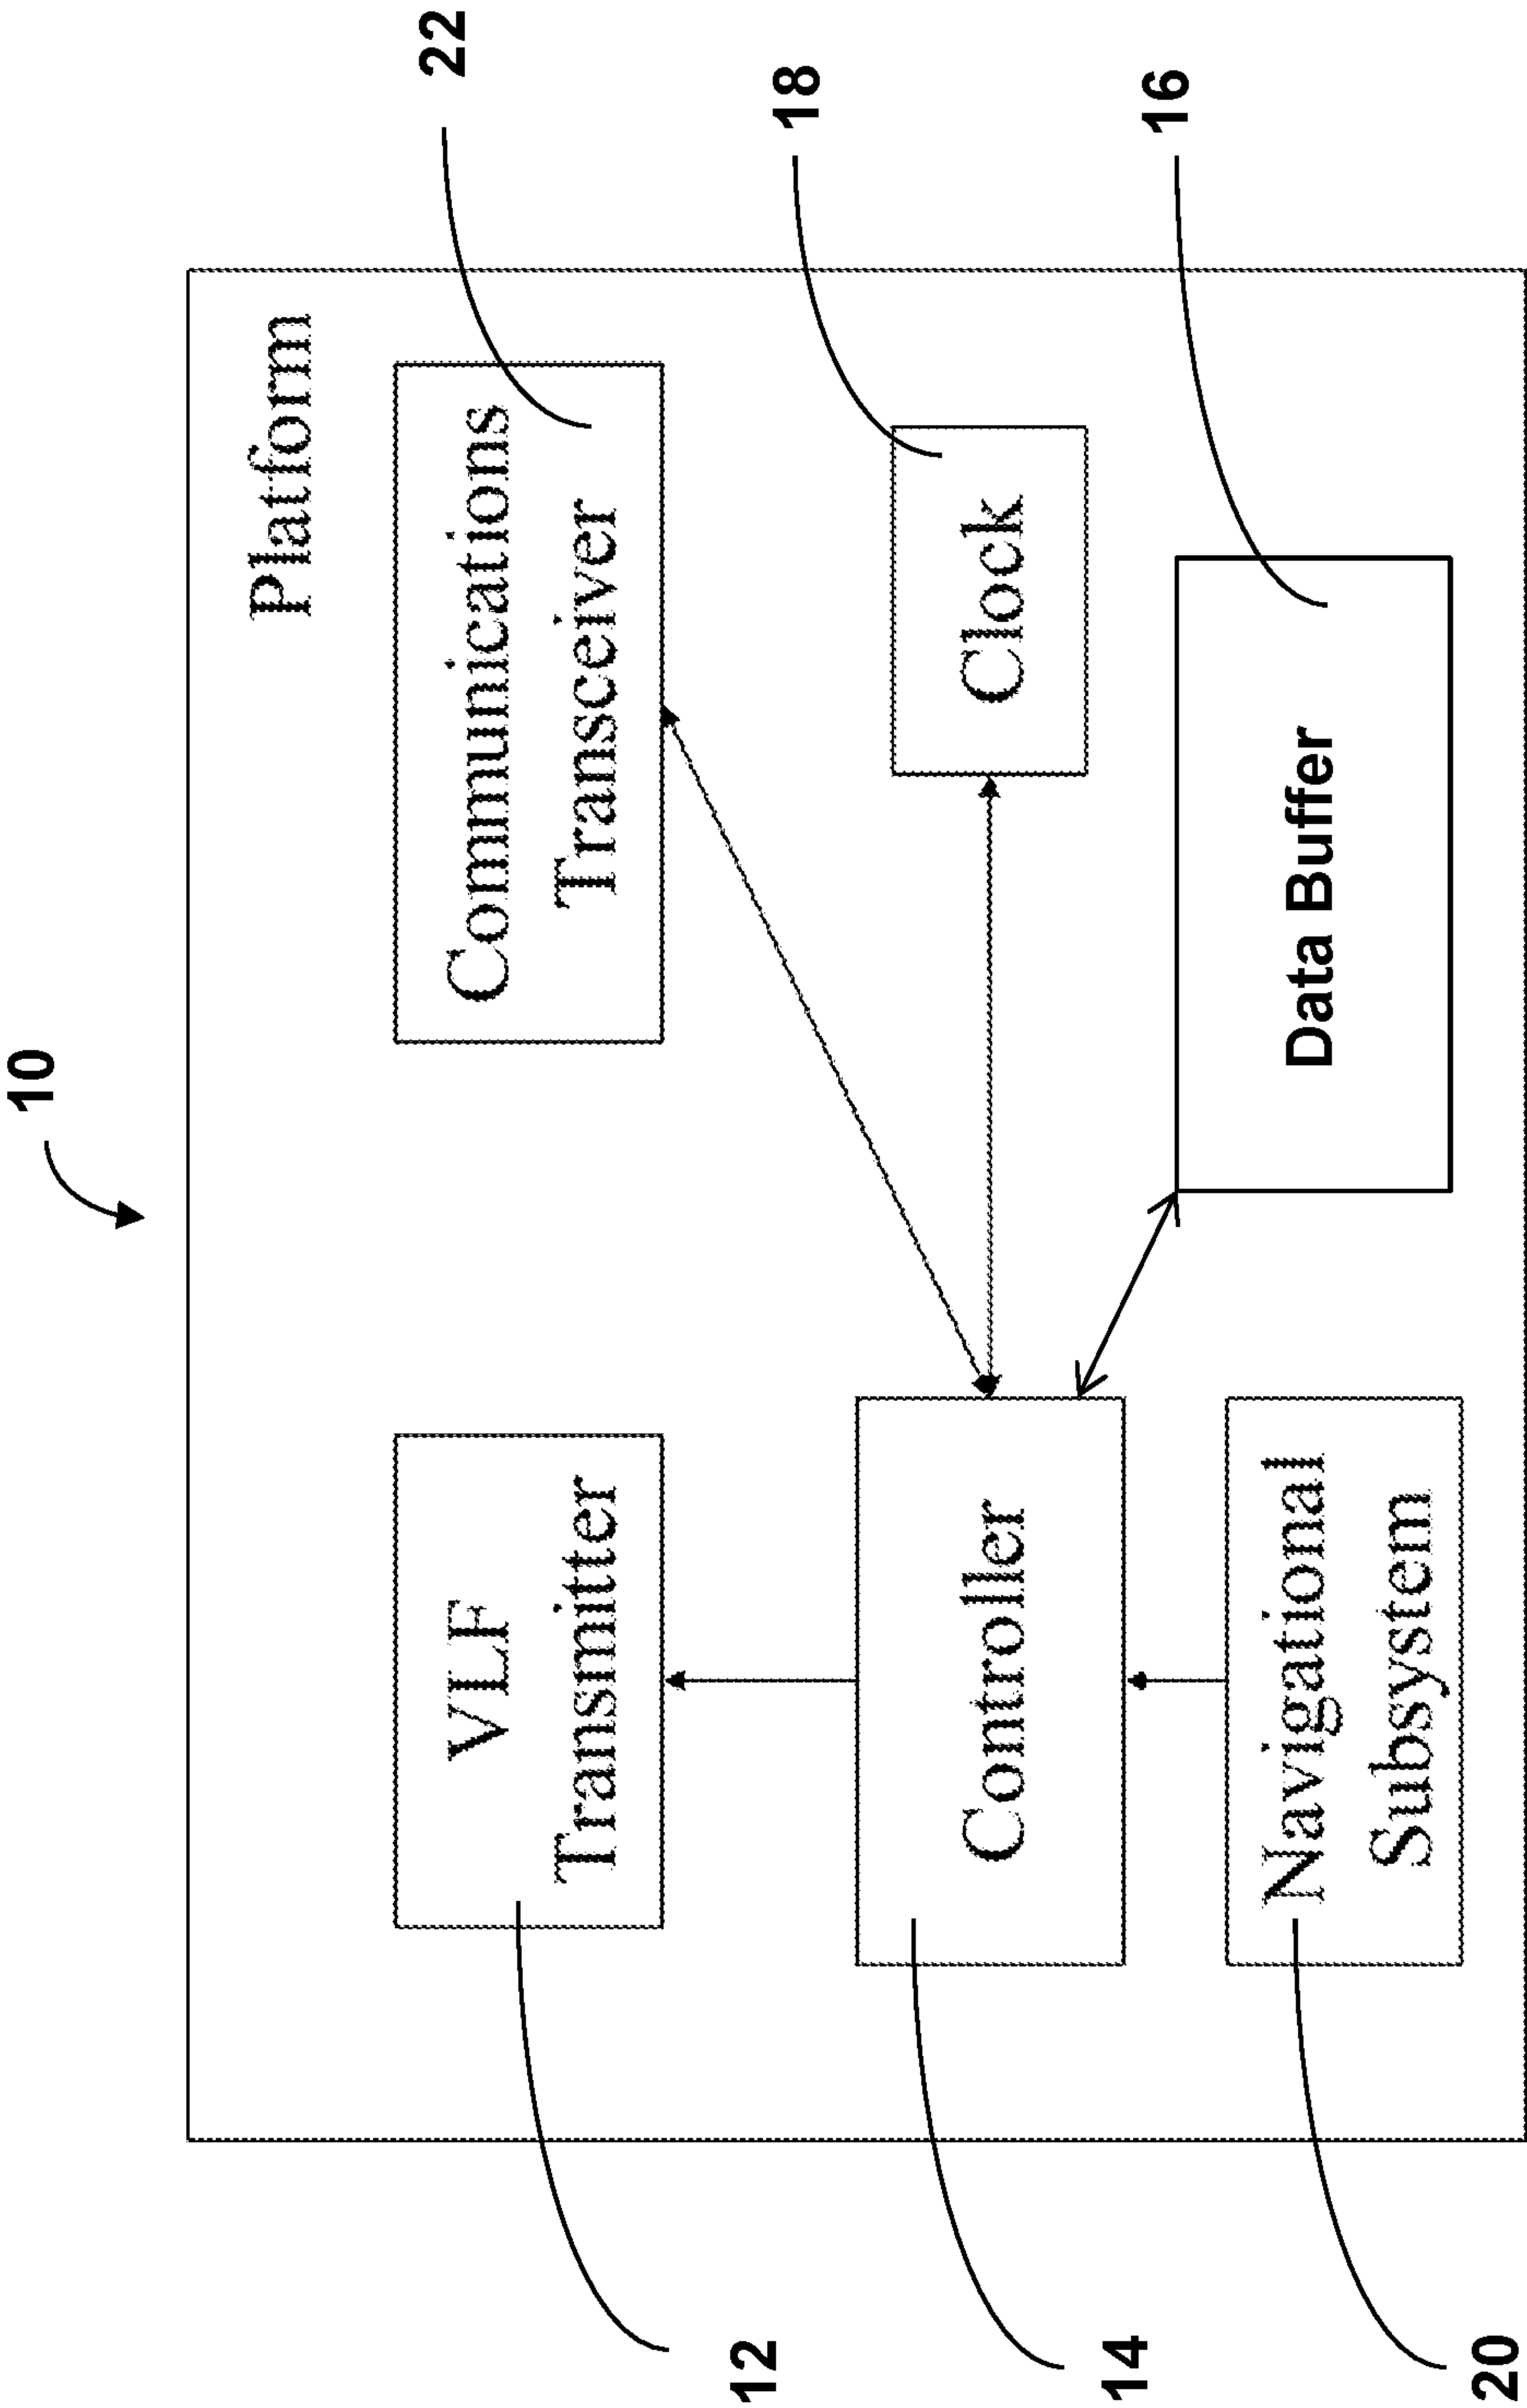 10
Platform
22
VLF
Transmitter
Communications
Transceiver
12
18
Controller
Clock
14
16
Navigational
Subsystem
Data Buffer
20